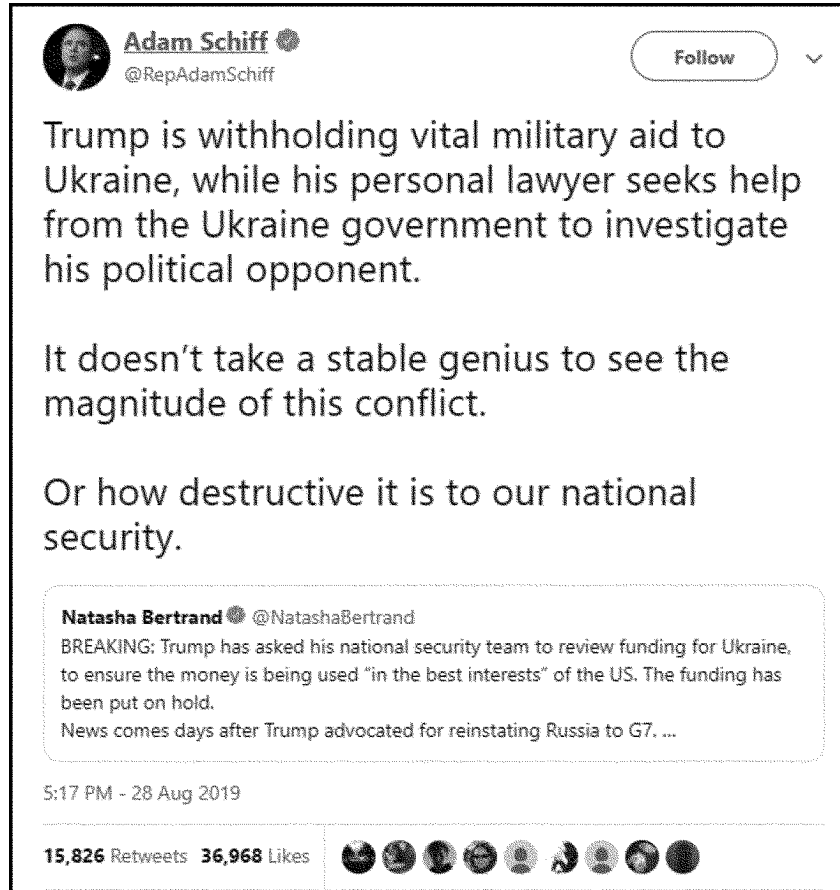 Adam Schiff
@RepAdamSchiff
Follow
Trump is withholding vital military aid to
Ukraine, while his personal lawyer seeks help
from the Ukraine government to investigate
his political opponent.
It doesn't take a stable genius to see the
magnitude of this conflict.
Or how destructive it is to our national
security.
Natasha Bertrand @NatashaBertrand
BREAKING: Trump has asked his national security team to review funding for Ukraine,
to ensure the money is being used "in the best interests" of the US. The funding has
been put on hold.
News comes days after Trump advocated for reinstating Russia to G7. ...
5:17 PM - 28 Aug 2019
15,826 Retweets 36,968 Likes